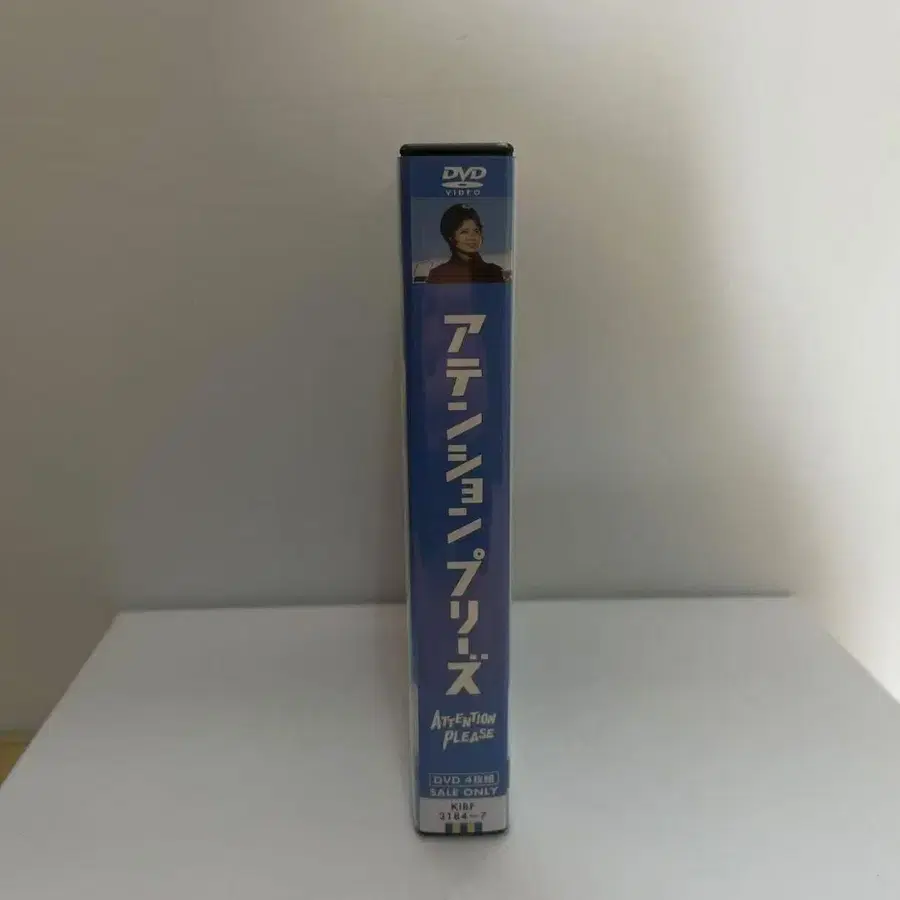 DVD
VIDEO
アテンションプリーズ
ATTENTION
PLEASE
DVD 4枚組
SALE ONLY
KIBF
3184〜7